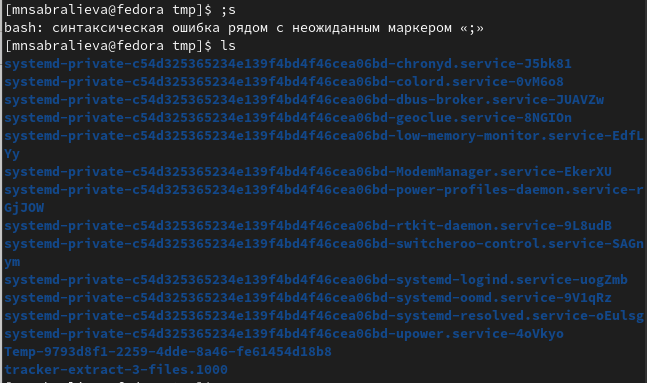 [mnsabralieva@fedora tmp]$ ;s
bash: синтаксическая ошибка рядом с неожиданным маркером «;»
[mnsabralieva@fedora tmp]$ ls
systemd-private-c54d325365234e139f4bd4f46cea06bd-chronyd.service-J5bk81
systemd-private-c54d325365234e139f4bd4f46cea06bd-colord.service-0vM6o8
systemd-private-c54d325365234e139f4bd4f46cea06bd-dbus-broker.service-JUAVZw
systemd-private-c54d325365234e139f4bd4f46cea06bd-geoclue.service-8NGIOn
systemd-private-c54d325365234e139f4bd4f46cea06bd-low-memory-monitor.service-EdfL
Yy
systemd-private-c54d325365234e139f4bd4f46cea06bd-ModemManager.service-EkerXU
systemd-private-c54d325365234e139f4bd4f46cea06bd-power-profiles-daemon.service-r
GjJOW
systemd-private-c54d325365234e139f4bd4f46cea06bd-rtkit-daemon.service-9L8udB
systemd-private-c54d325365234e139f4bd4f46cea06bd-switcheroo-control.service-SAGn
ym
systemd-private-c54d325365234e139f4bd4f46cea06bd-systemd-logind.service-uogZmb
systemd-private-c54d325365234e139f4bd4f46cea06bd-systemd-oomd.service-9V1qRz
systemd-private-c54d325365234e139f4bd4f46cea06bd-systemd-resolved.service-oEulsg
systemd-private-c54d325365234e139f4bd4f46cea06bd-upower.service-4oVkyo
Temp-9793d8f1-2259-4dde-8a46-fe61454d18b8
tracker-extract-3-files.1000